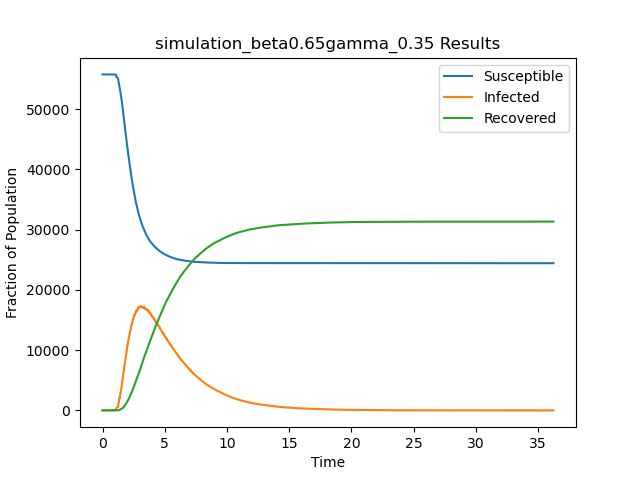 simulation_beta0.65gamma_0.35 Results
Susceptible
Infected
Recovered
Fraction of Population
50000
40000
30000
20000
10000
0
0 5 10 15 20 25 30 35
Time